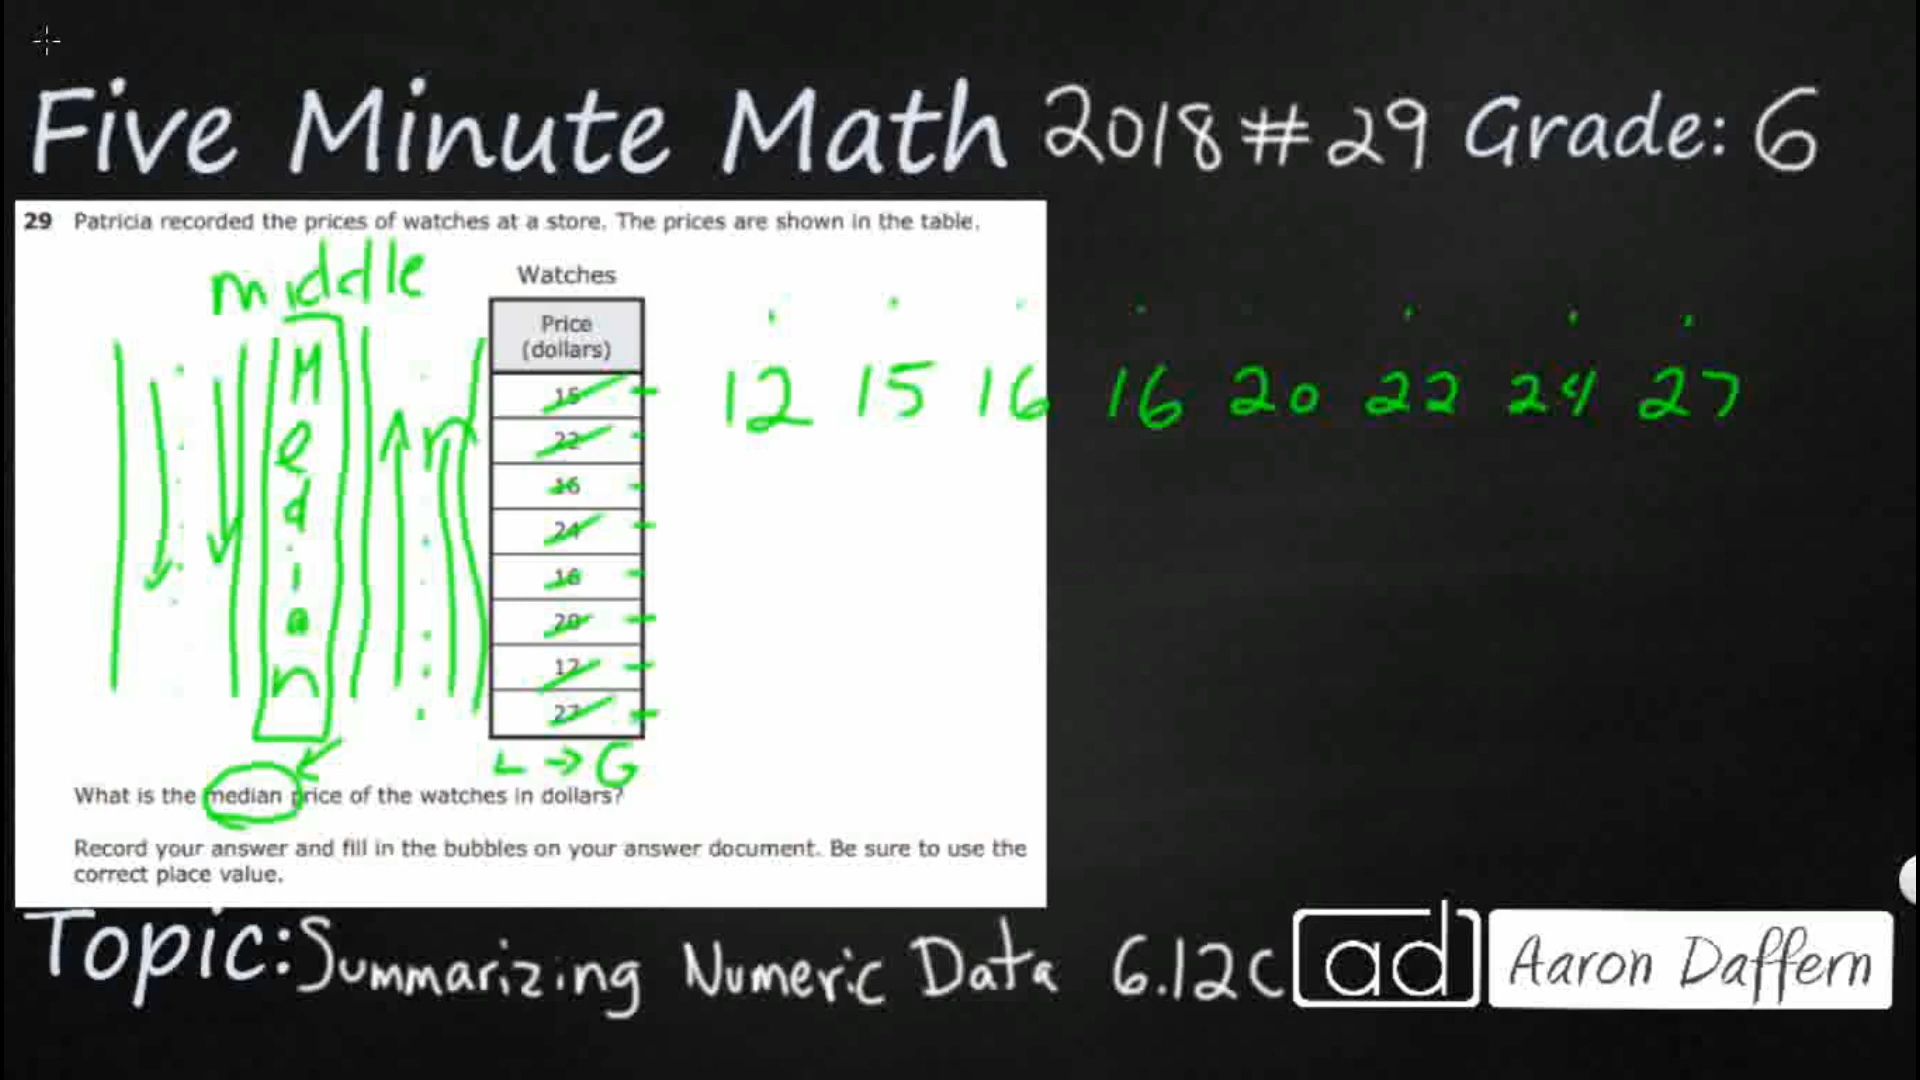 Five Minute Math 2018 #29 Grade: 6
29 Patricia recorded the prices of watches at a store. The prices are shown in the table.
middle
Median
Watches
Price
(dollars)
15
22
16
24
16
20
12
27
L → G
12 15 16 16 20 22 24 27
What is the median price of the watches in dollars?
Record your answer and fill in the bubbles on your answer document. Be sure to use the
correct place value.
Topic: Summarizing Numeric Data 6.12C
ad Aaron Daffern